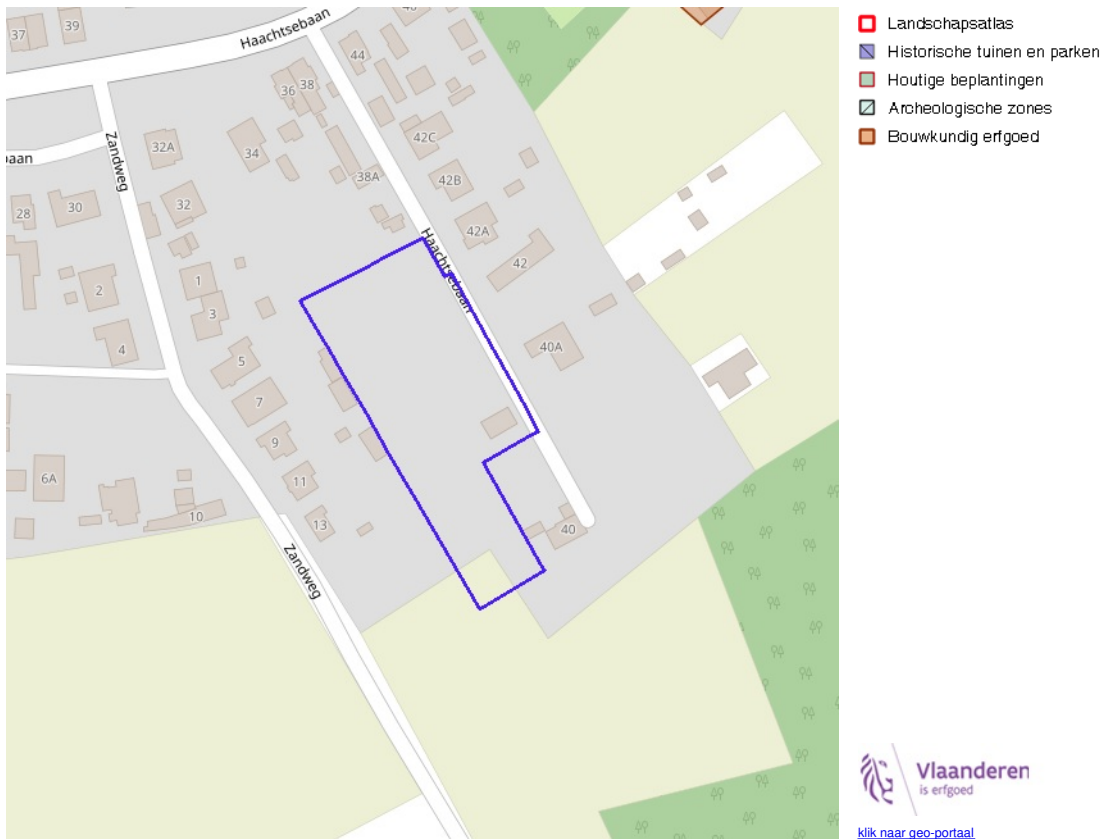 37
39
Haachtsebaan
40
44
36
38
Zandweg
32A
34
42C
baan
38A
42B
28
30
32
42A
Haachtsebaan
42
1
2
3
4
40A
5
7
9
6A
11
10
13
40
Zandweg
Landschapsatlas
Historische tuinen en parken
Houtige beplantingen
Archeologische zones
Bouwkundig erfgoed
Vlaanderen
is erfgoed
klik naar geo-portaal